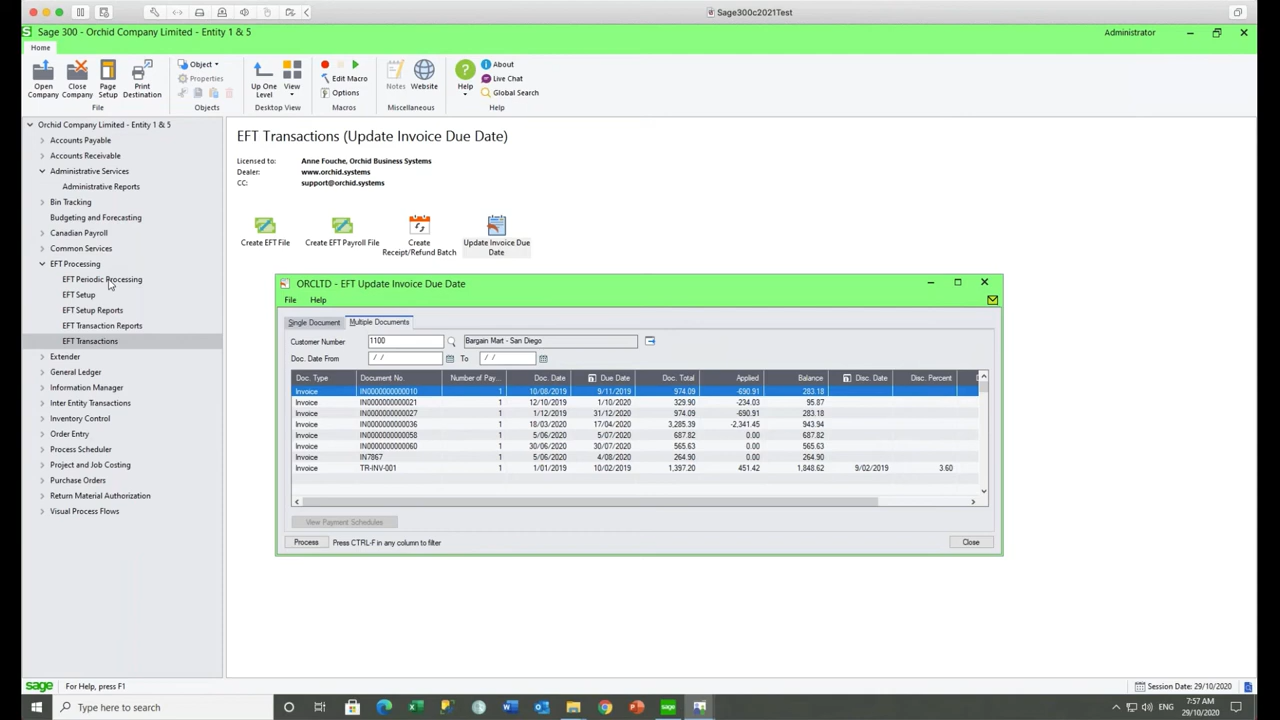 Sage300c2021Test
Sage 300 - Orchid Company Limited - Entity 1 & 5
Administrator
Home
Open Company
Close Company
Page Setup
Print Destination
File
Object
Properties
Objects
Up One Level
View
Desktop View
Edit Macro
Options
Macros
Notes
Website
Miscellaneous
Help
About
Live Chat
Global Search
Help
Orchid Company Limited - Entity 1 & 5
Accounts Payable
Accounts Receivable
Administrative Services
Administrative Reports
Bin Tracking
Budgeting and Forecasting
Canadian Payroll
Common Services
EFT Processing
EFT Periodic Processing
EFT Setup
EFT Setup Reports
EFT Transaction Reports
EFT Transactions
Extender
General Ledger
Information Manager
Inter Entity Transactions
Inventory Control
Order Entry
Process Scheduler
Project and Job Costing
Purchase Orders
Return Material Authorization
Visual Process Flows
EFT Transactions (Update Invoice Due Date)
Licensed to: Anne Fouche, Orchid Business Systems
Dealer: www.orchid.systems
CC: support@orchid.systems
Create EFT File
Create EFT Payroll File
Create Receipt/Refund Batch
Update Invoice Due Date
ORCLTD - EFT Update Invoice Due Date
File Help
Single Document Multiple Documents
Customer Number 1100 Bargain Mart - San Diego
Doc. Date From / / To / /
Doc. Type Document No. Number of Pay... Doc. Date Due Date Doc. Total Applied Balance Disc. Date Disc. Percent
Invoice IN0000000000010 1 10/08/2019 9/11/2019 974.09 -690.91 283.18
Invoice IN0000000000021 1 12/10/2019 1/10/2020 329.90 -234.03 95.87
Invoice IN0000000000027 1 1/12/2019 31/12/2019 974.09 -690.91 283.18
Invoice IN0000000000036 1 18/03/2020 17/04/2020 3,285.39 -2,341.45 943.94
Invoice IN0000000000058 1 5/06/2020 5/07/2020 687.82 0.00 687.82
Invoice IN0000000000060 1 30/06/2020 30/07/2020 565.63 0.00 565.63
Invoice IN7867 1 5/06/2020 4/08/2020 264.90 0.00 264.90
Invoice TR-INV-001 1 1/01/2019 10/02/2019 1,397.20 451.42 1,848.62 9/02/2019 3.60
View Payment Schedules
Process Press CTRL-F in any column to filter Close
sage For Help, press F1
Session Date: 29/10/2020
Type here to search
sage
ENG
7:57 AM
29/10/2020